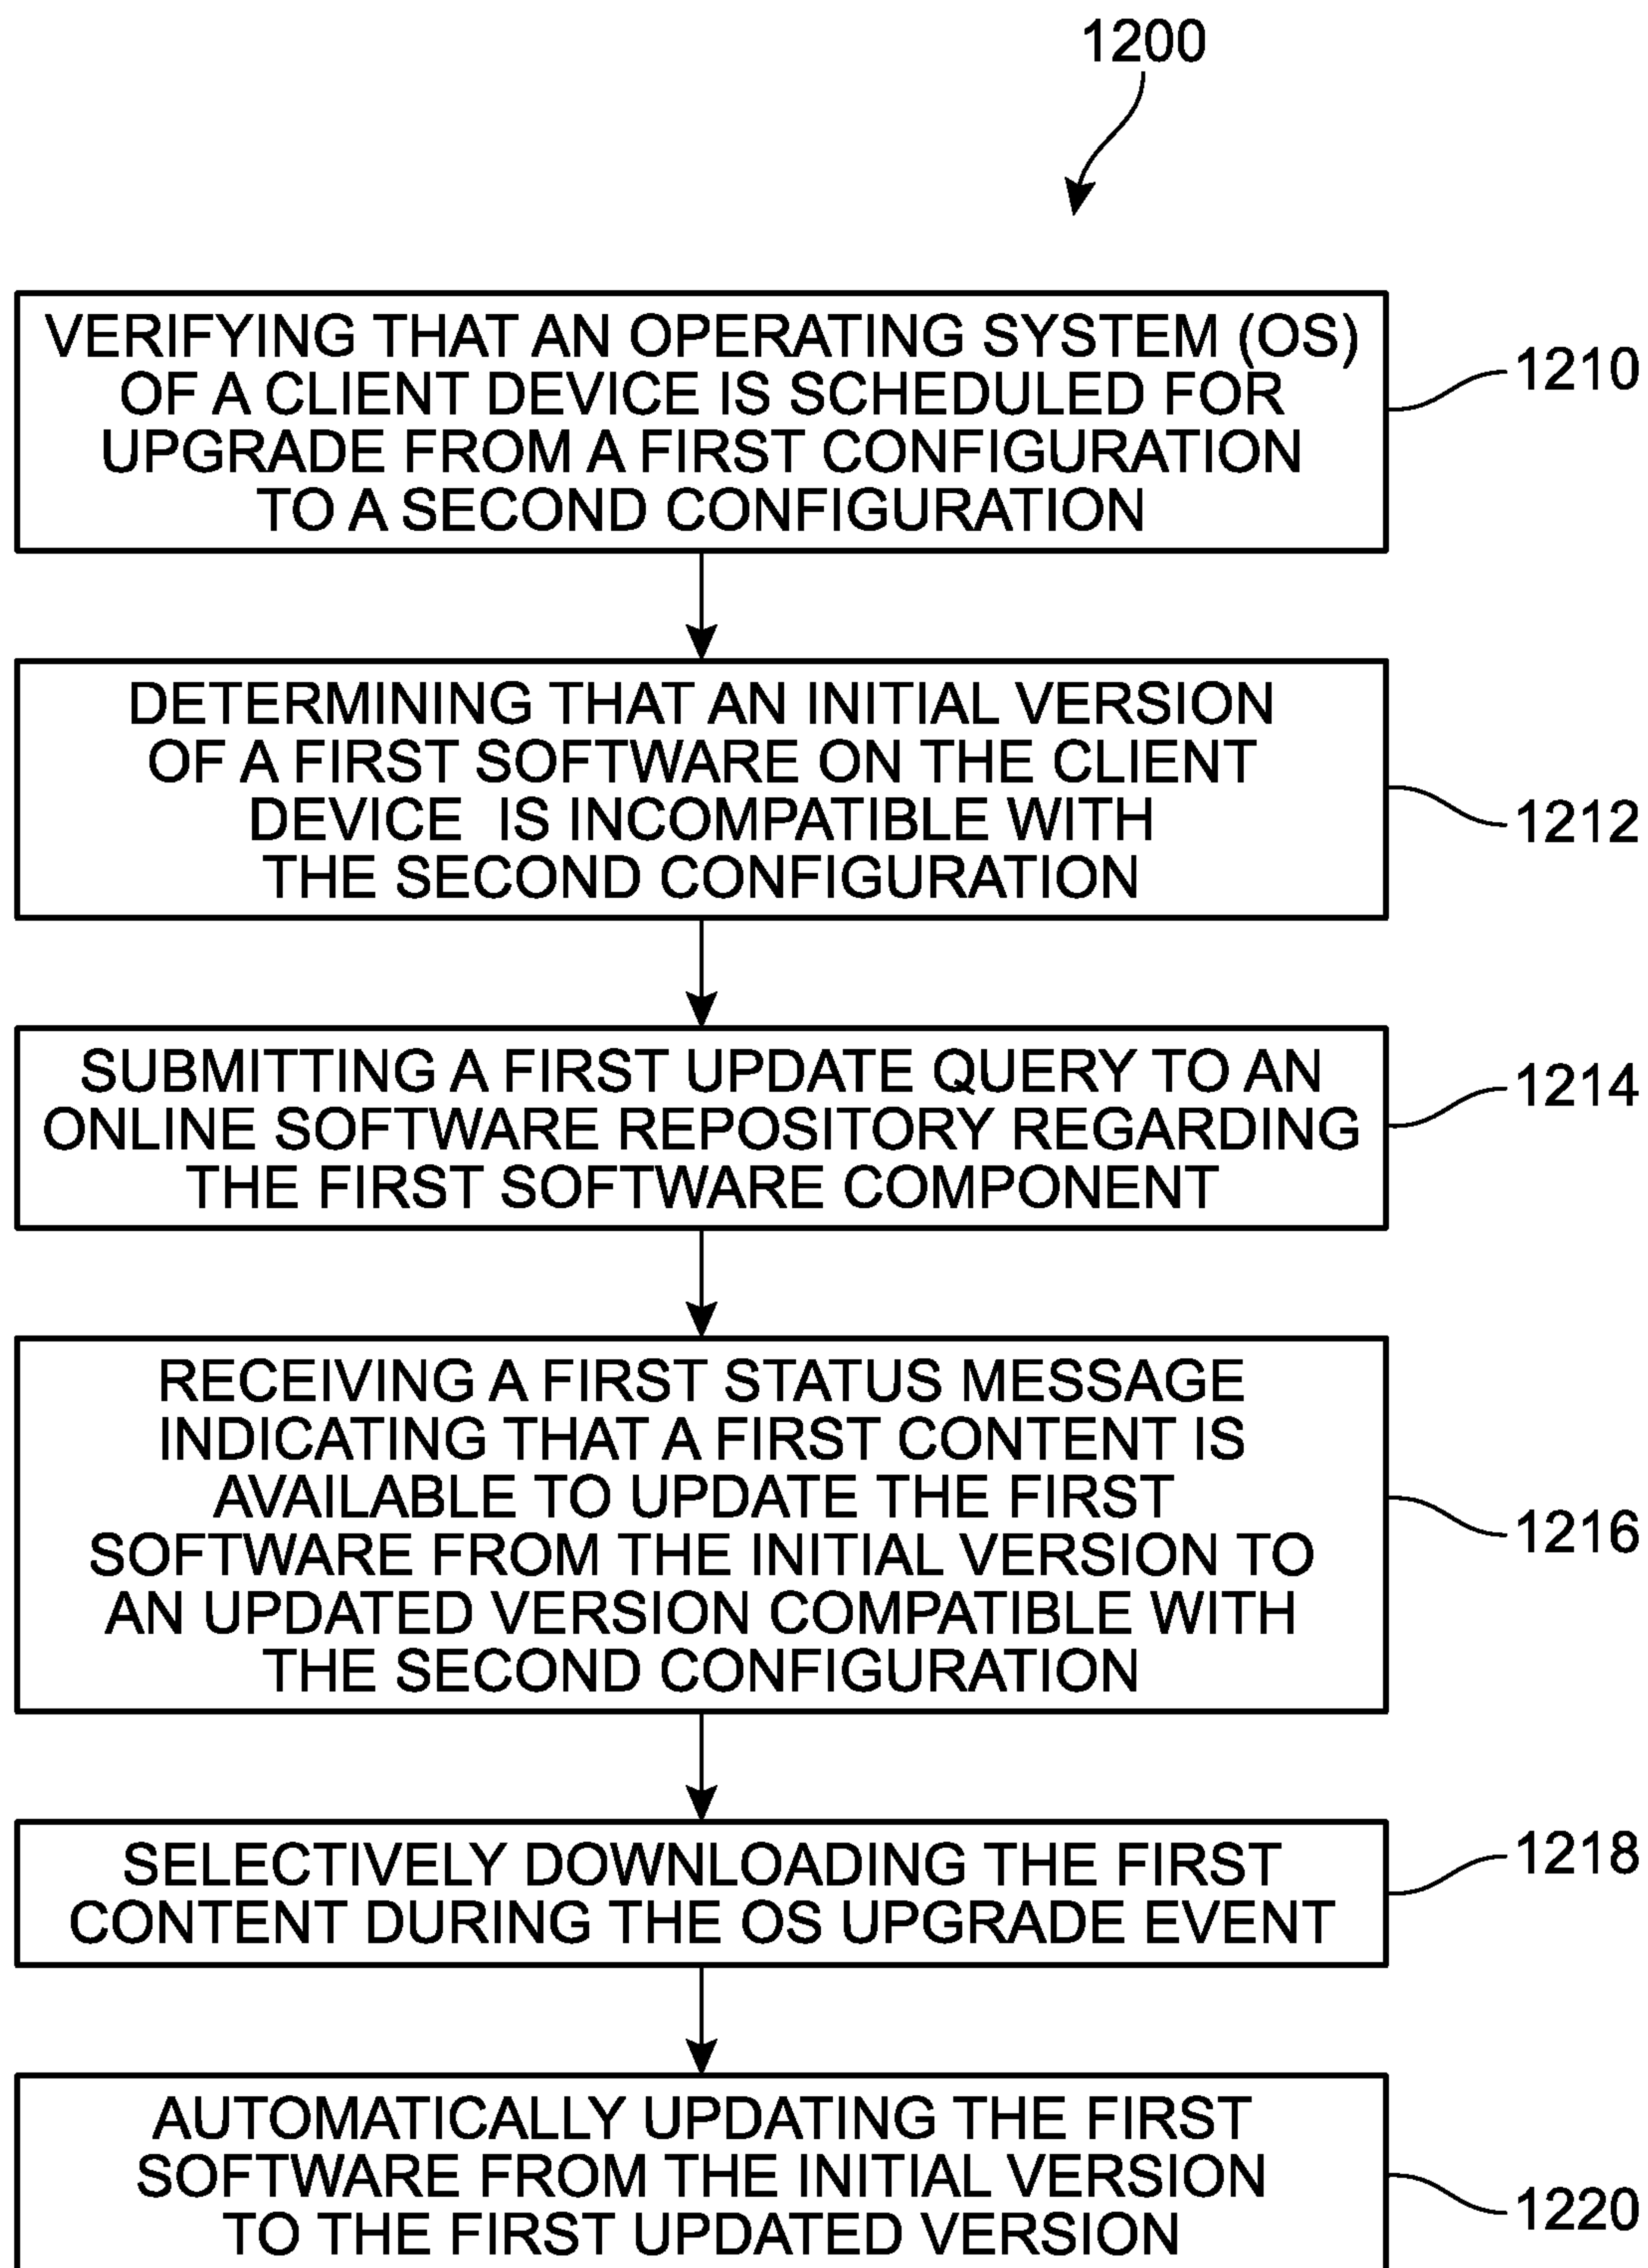 1200
VERIFYING THAT AN OPERATING SYSTEM (OS)
OF A CLIENT DEVICE IS SCHEDULED FOR
UPGRADE FROM A FIRST CONFIGURATION
TO A SECOND CONFIGURATION
1210
DETERMINING THAT AN INITIAL VERSION
OF A FIRST SOFTWARE ON THE CLIENT
DEVICE  IS INCOMPATIBLE WITH
THE SECOND CONFIGURATION
1212
SUBMITTING A FIRST UPDATE QUERY TO AN
ONLINE SOFTWARE REPOSITORY REGARDING
THE FIRST SOFTWARE COMPONENT
1214
RECEIVING A FIRST STATUS MESSAGE
INDICATING THAT A FIRST CONTENT IS
AVAILABLE TO UPDATE THE FIRST
SOFTWARE FROM THE INITIAL VERSION TO
AN UPDATED VERSION COMPATIBLE WITH
THE SECOND CONFIGURATION
1216
SELECTIVELY DOWNLOADING THE FIRST
CONTENT DURING THE OS UPGRADE EVENT
1218
AUTOMATICALLY UPDATING THE FIRST
SOFTWARE FROM THE INITIAL VERSION
TO THE FIRST UPDATED VERSION
1220